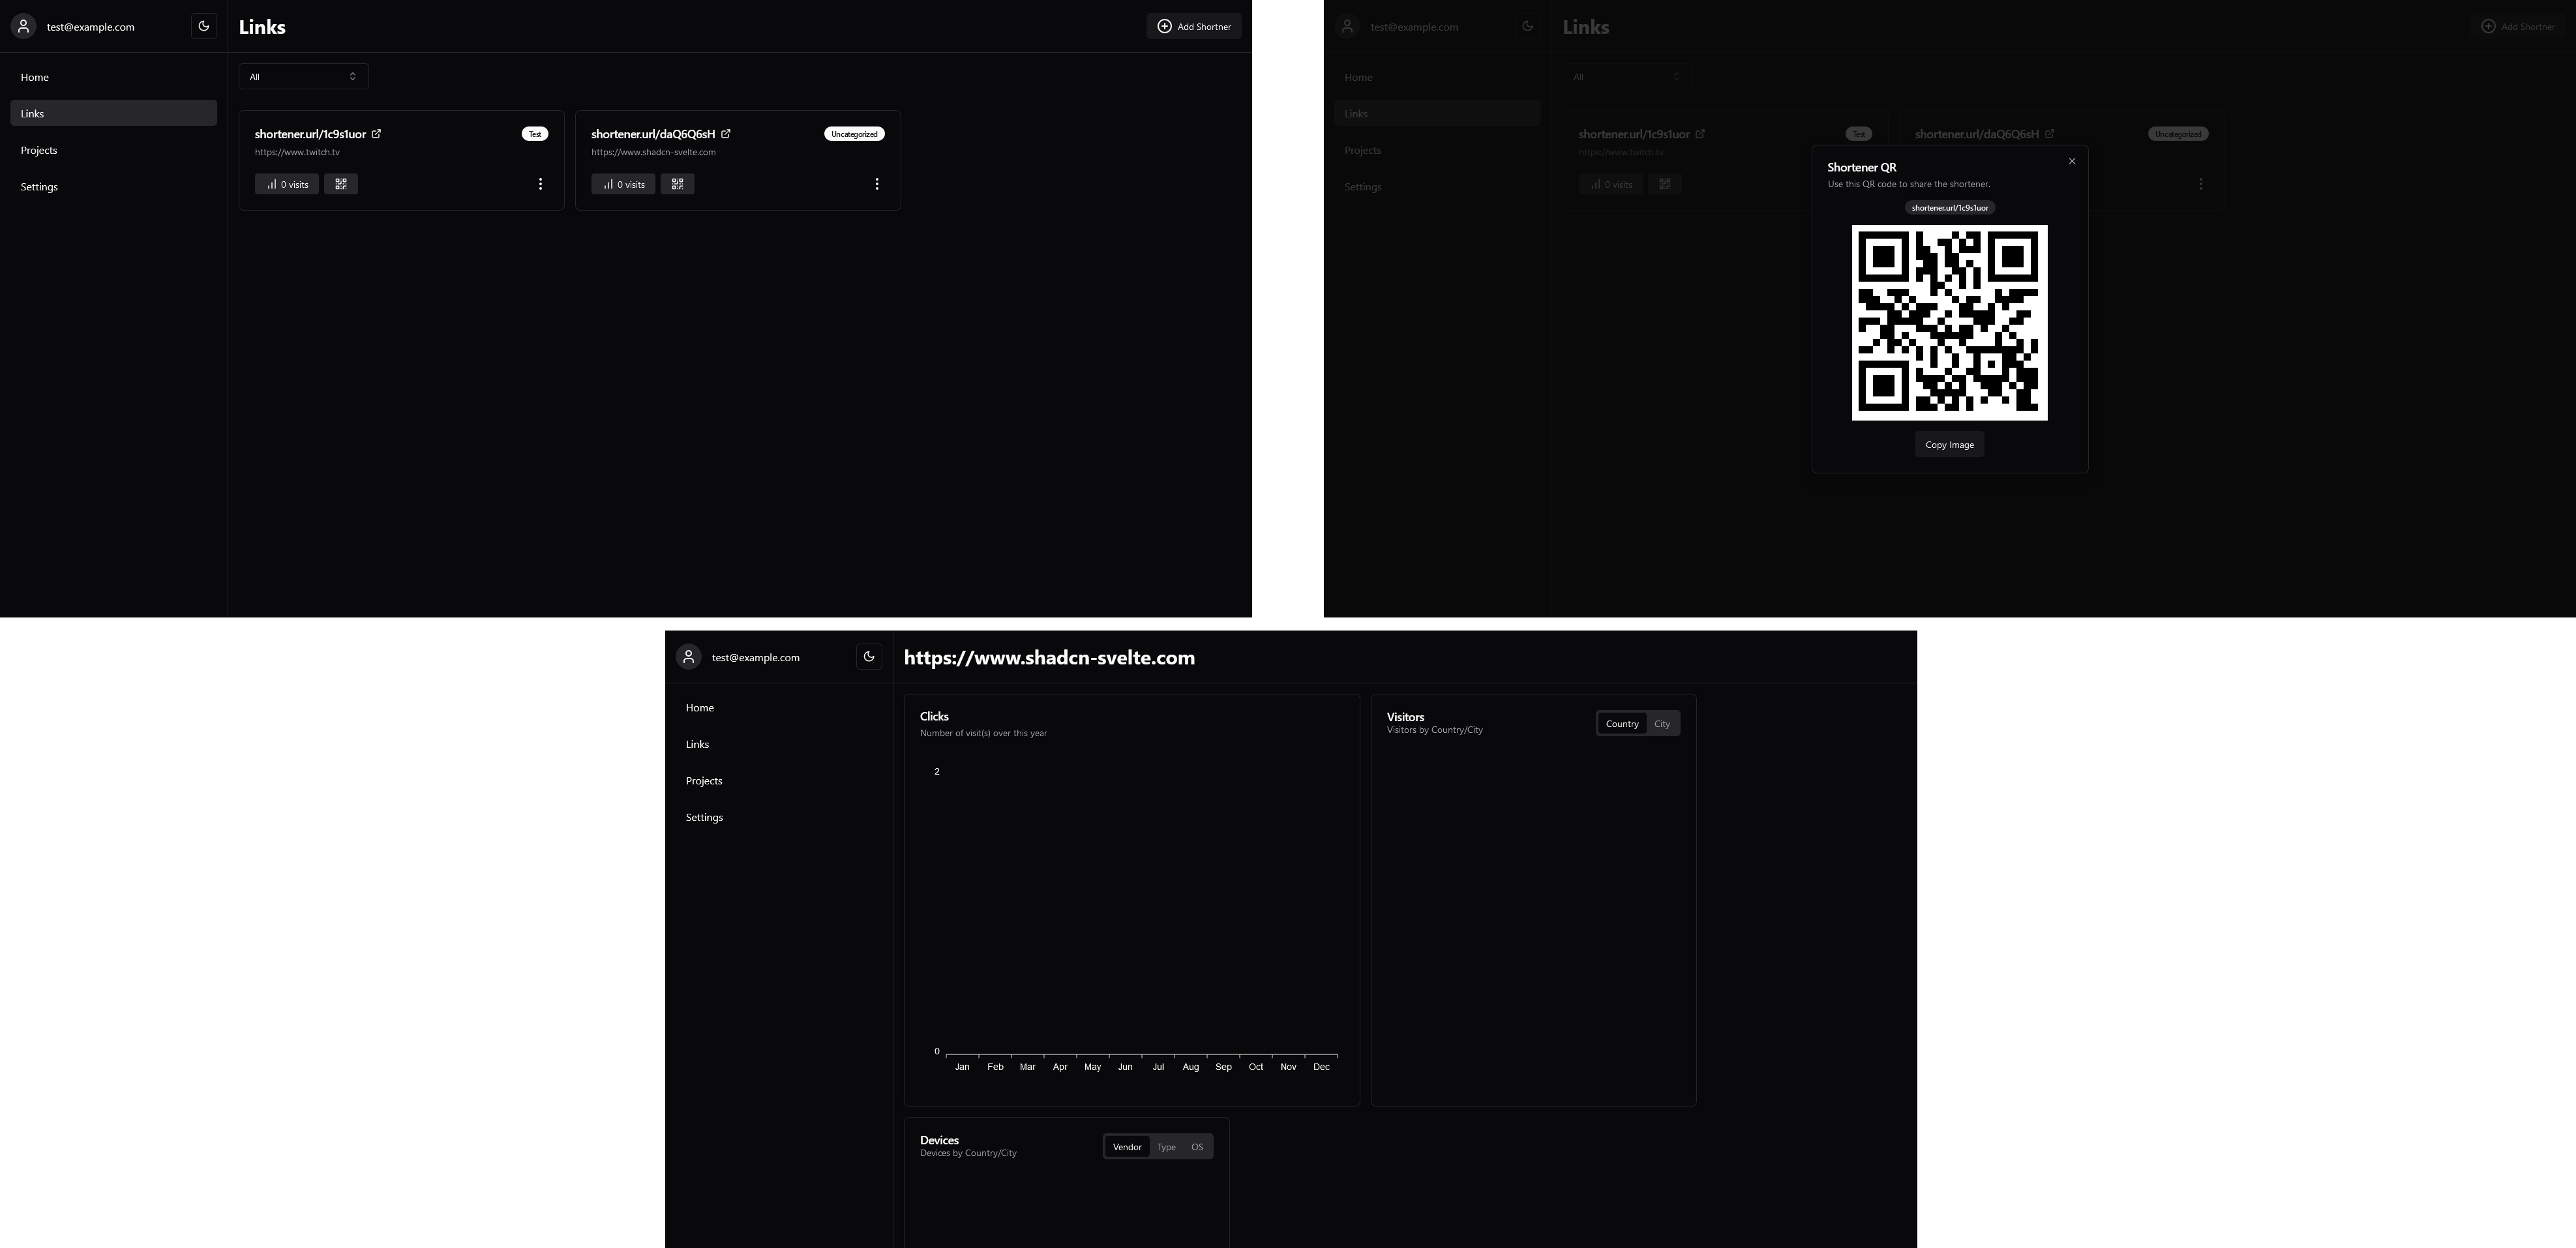 test@example.com
Links
Add Shortner
Home
Links
Projects
Settings
All
shortener.url/1c9s1uor
Test
https://www.twitch.tv
0 visits
shortener.url/daQ6Q6sH
Uncategorized
https://www.shadcn-svelte.com
0 visits
test@example.com
Links
Add Shortner
Home
Links
Projects
Settings
All
shortener.url/1c9s1uor
Test
https://www.twitch.tv
0 visits
shortener.url/daQ6Q6sH
Uncategorized
Shortener QR
Use this QR code to share the shortener.
shortener.url/1c9s1uor
Copy Image
test@example.com
https://www.shadcn-svelte.com
Home
Links
Projects
Settings
Clicks
Number of visit(s) over this year
2
0
Jan Feb Mar Apr May Jun Jul Aug Sep Oct Nov Dec
Visitors
Visitors by Country/City
Country City
Devices
Devices by Country/City
Vendor Type OS